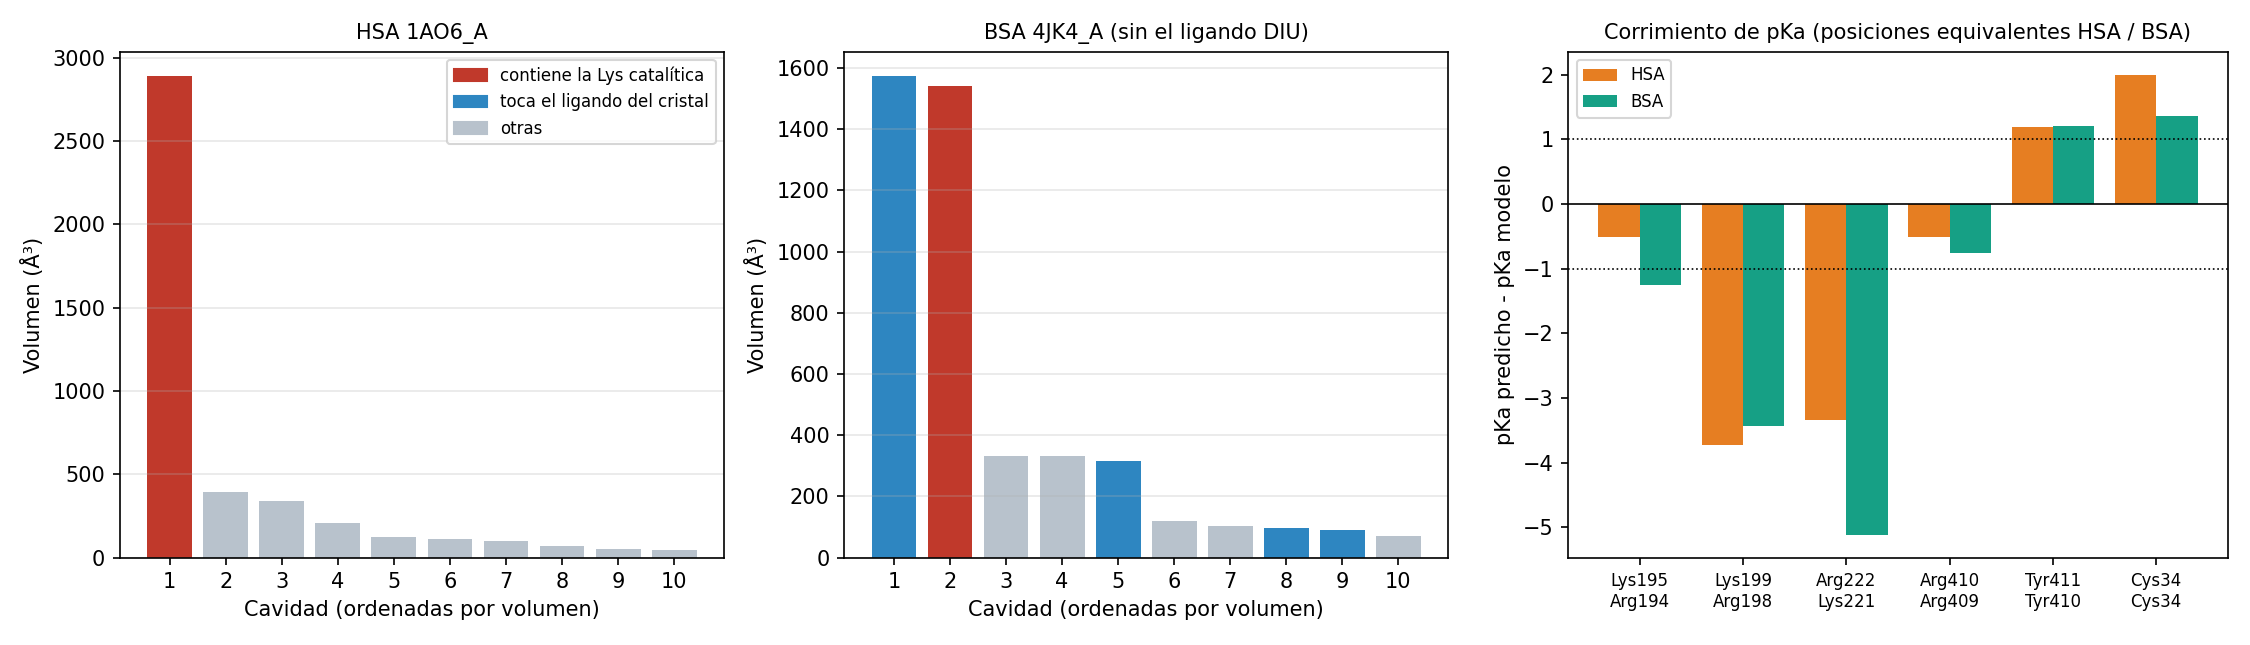 HSA 1AO6_A
Volumen (Å³)
3000
2500
2000
1500
1000
500
0
contiene la Lys catalítica
toca el ligando del cristal
otras
1 2 3 4 5 6 7 8 9 10
Cavidad (ordenadas por volumen)
BSA 4JK4_A (sin el ligando DIU)
Volumen (Å³)
1600
1400
1200
1000
800
600
400
200
0
1 2 3 4 5 6 7 8 9 10
Cavidad (ordenadas por volumen)
Corrimiento de pKa (posiciones equivalentes HSA / BSA)
pKa predicho - pKa modelo
HSA
BSA
2
1
0
−1
−2
−3
−4
−5
Lys195 Lys199 Arg222 Arg410 Tyr411 Cys34
Arg194 Arg198 Lys221 Arg409 Tyr410 Cys34